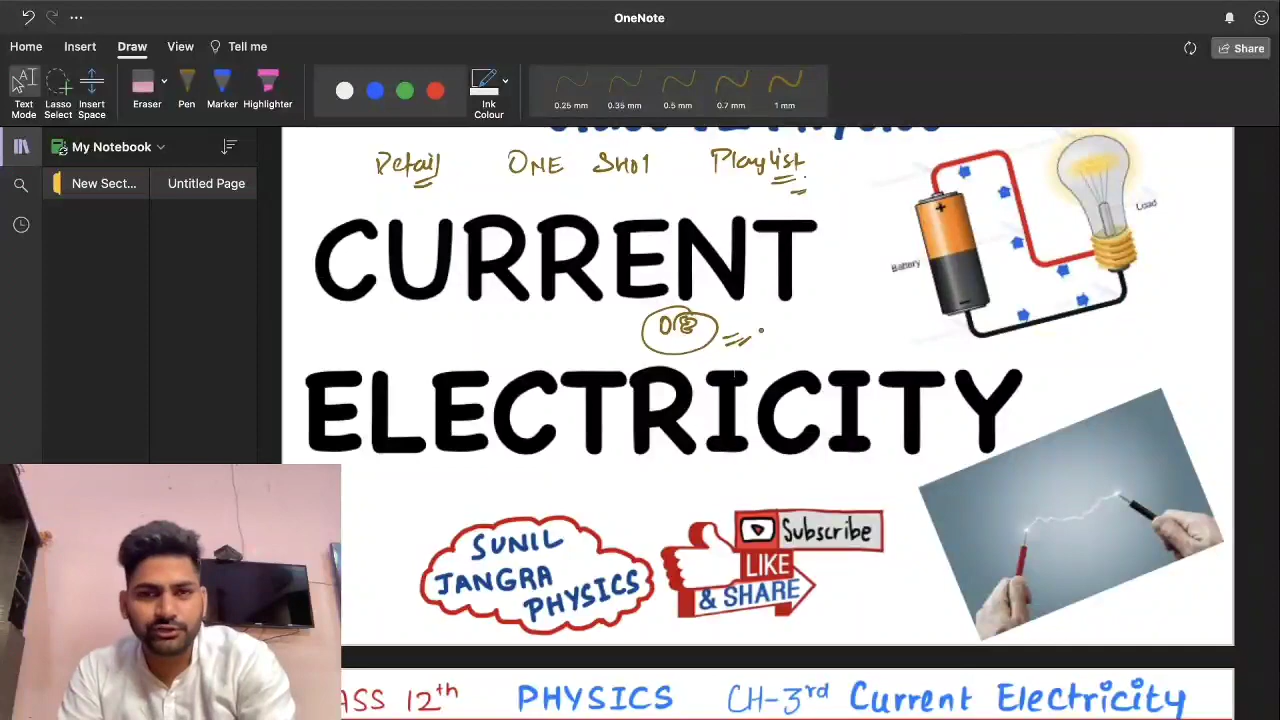 OneNote
Home Insert Draw View Tell me
Share
Text Mode
Lasso Select
Insert Space
Eraser
Pen
Marker
Highlighter
Ink Colour
0.25 mm 0.35 mm 0.5 mm 0.7 mm 1 mm
My Notebook
New Sect... Untitled Page
Detail ONE SHOT Playlist
CURRENT
ELECTRICITY
+
Battery
Load
SUNIL
JANGRA
PHYSICS
Subscribe
LIKE
& SHARE
12th PHYSICS CH-3rd Current Electricity